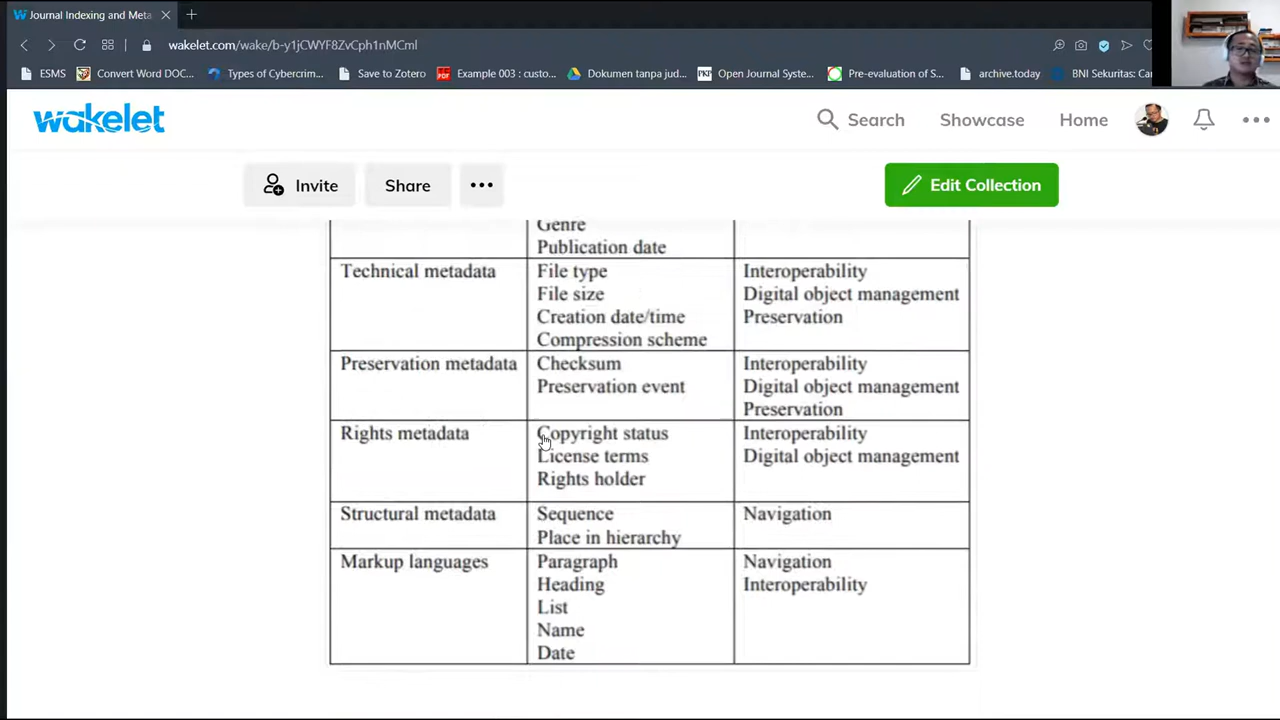 Journal Indexing and Meta
wakelet.com/wake/b-y1jCWYF8ZvCph1nMCml
ESMS Convert Word DOC... Types of Cybercrim... Save to Zotero Example 003 : custo... Dokumen tanpa jud... Open Journal Syste... Pre-evaluation of S... archive.today BNI Sekuritas: Car
wakelet Search Showcase Home
Invite Share Edit Collection
Genre
Publication date
Technical metadata File type Interoperability
File size Digital object management
Creation date/time Preservation
Compression scheme
Preservation metadata Checksum Interoperability
Preservation event Digital object management
Preservation
Rights metadata Copyright status Interoperability
License terms Digital object management
Rights holder
Structural metadata Sequence Navigation
Place in hierarchy
Markup languages Paragraph Navigation
Heading Interoperability
List
Name
Date